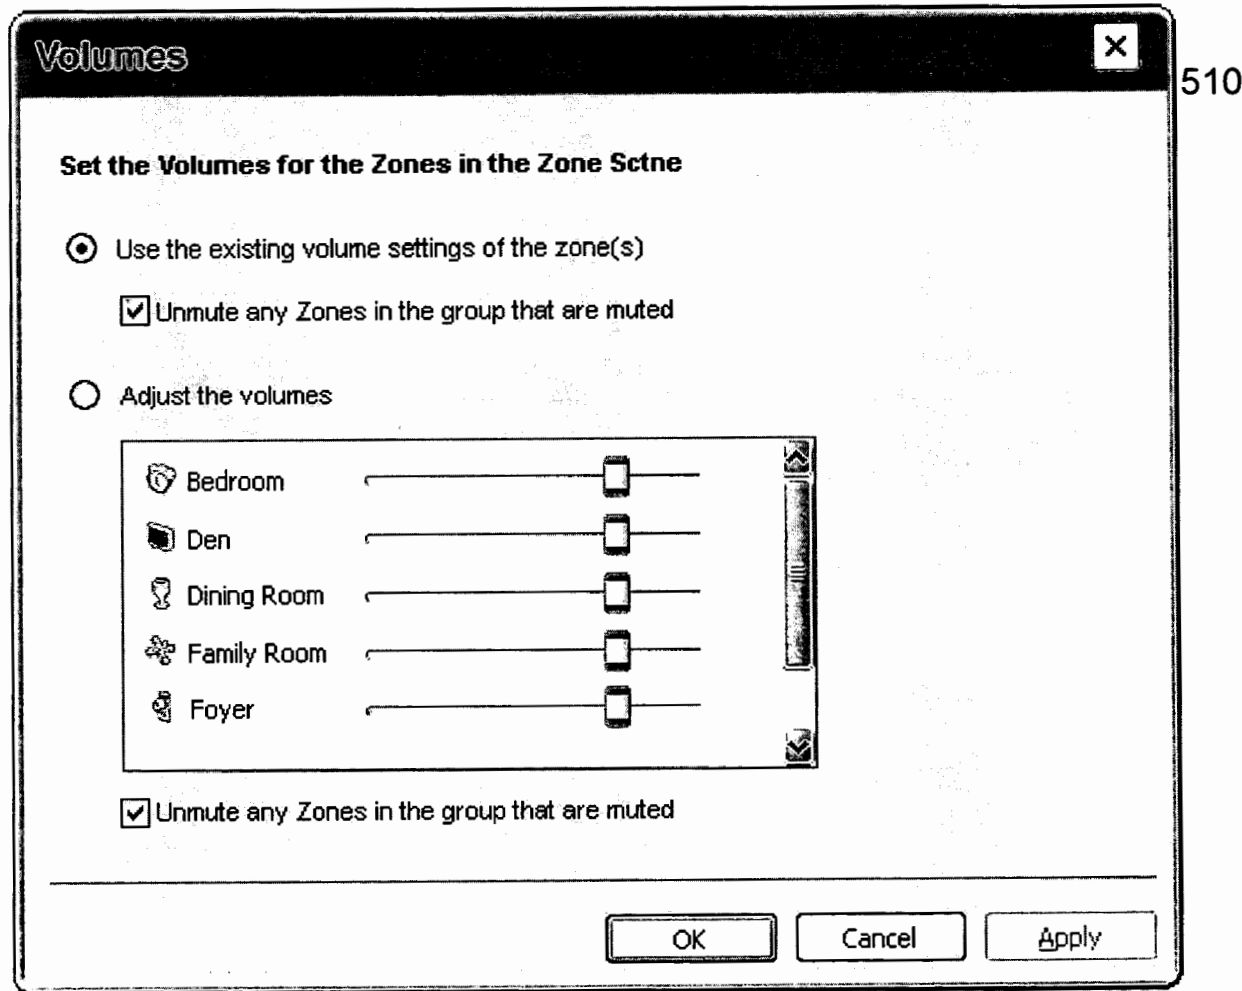 Volumes
510
Set the Volumes for the Zones in the Zone Sctne
Use the existing volume settings of the zone(s)
Unmute any Zones in the group that are muted
Adjust the volumes
Bedroom
Den
Dining Room
Family Room
Foyer
Unmute any Zones in the group that are muted
OK Cancel Apply